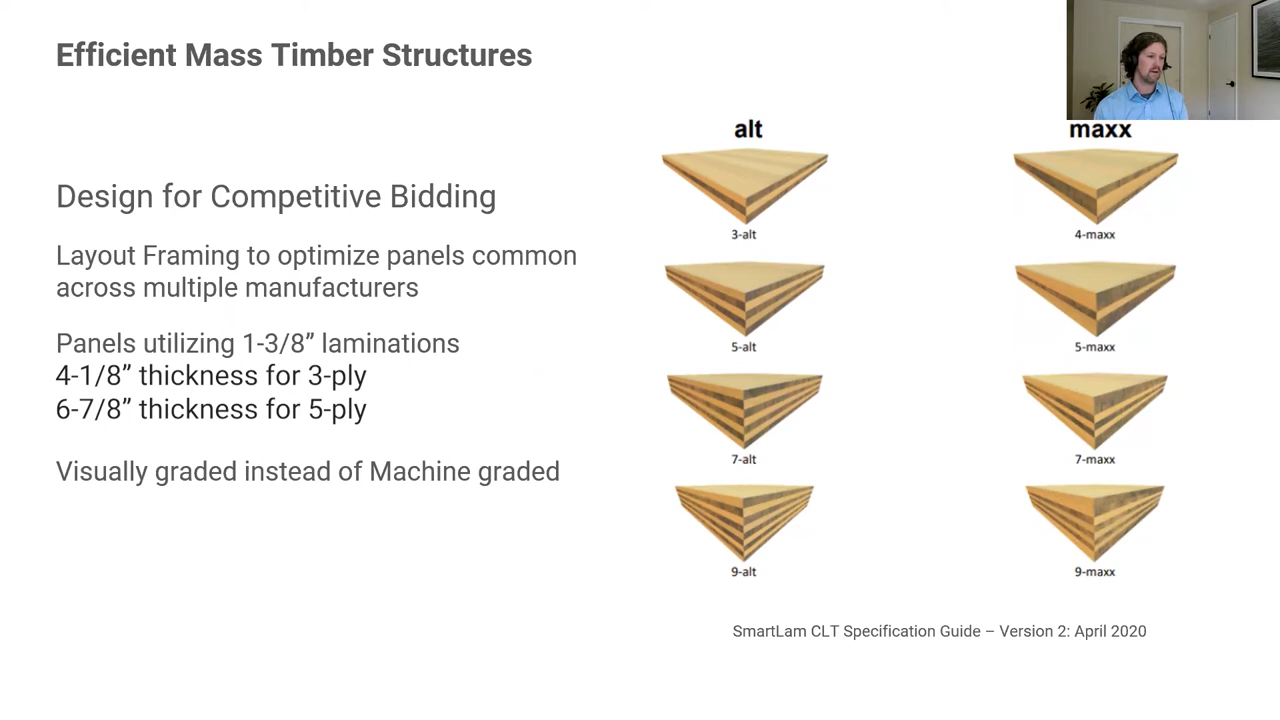 Efficient Mass Timber Structures
Design for Competitive Bidding
Layout Framing to optimize panels common
across multiple manufacturers
Panels utilizing 1-3/8” laminations
4-1/8” thickness for 3-ply
6-7/8” thickness for 5-ply
Visually graded instead of Machine graded
alt
maxx
3-alt
4-maxx
5-alt
5-maxx
7-alt
7-maxx
9-alt
9-maxx
SmartLam CLT Specification Guide – Version 2: April 2020